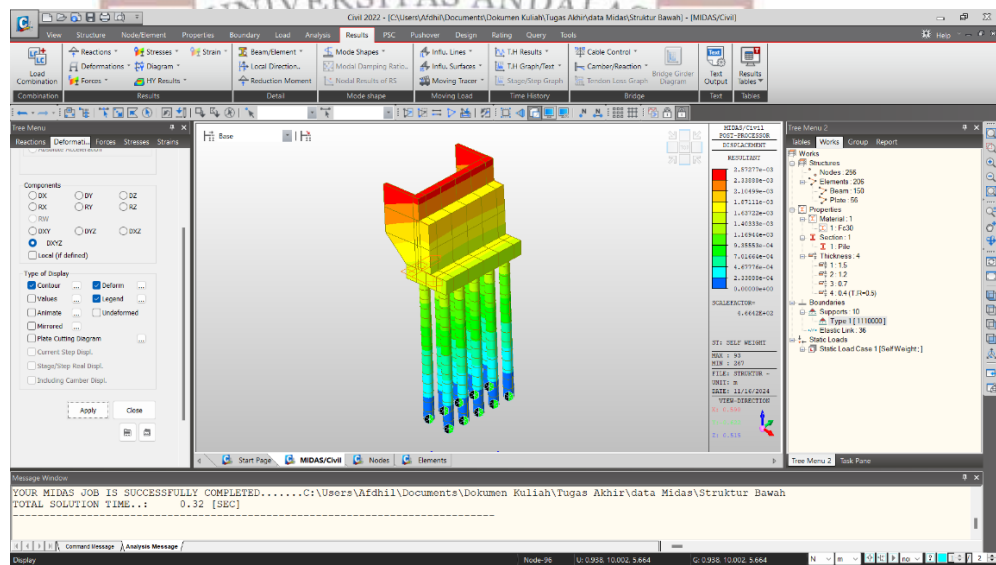 UNIVERSITAS ANDALAS
Civil 2022 - [C:\Users\Afdhil\Documents\Dokumen Kuliah\Tugas Akhir\data Midas\Struktur Bawah] - [MIDAS/Civil]
View Structure Node/Element Properties Boundary Load Analysis Results PSC Pushover Design Rating Query Tools Help
Load Combination
Reactions Deformations Forces
Stresses Diagram HY Results
Strain
Beam/Element Local Direction.. Reduction Moment
Mode Shapes Modal Damping Ratio.. Nodal Results of RS
Influ. Lines Influ. Surfaces Moving Tracer
T.H Results T.H Graph/Text Stage/Step Graph
Cable Control Camber/Reaction Tendon Loss Graph
Bridge Girder Diagram
Text Output
Results Tables
Combination Results Detail Mode shape Moving Load Time History Bridge Text Tables
Base
Tree Menu
Reactions Deformati... Forces Stresses Strains
Components
DX DY DZ
RX RY RZ
RW
DXY DYZ DXZ
DXYZ
Local (if defined)
Type of Display
Contour ... Deform ...
Values ... Legend ...
Animate ... Undeformed
Mirrored ...
Plate Cutting Diagram ...
Current Step Displ.
Stage/Step Real Displ.
Including Camber Displ.
Apply Close
MIDAS/Civil
POST-PROCESSOR
DISPLACEMENT
RESULTANT
2.57277e-03
2.33888e-03
2.10499e-03
1.87111e-03
1.63722e-03
1.40333e-03
1.16944e-03
9.35553e-04
7.01664e-04
4.67776e-04
2.33888e-04
0.00000e+00
SCALEFACTOR=
4.6642E+02
ST: SELF WEIGHT
MAX : 93
MIN : 267
FILE: STRUKTUR ~
UNIT: m
DATE: 11/16/2024
VIEW-DIRECTION
Tree Menu 2
Tables Works Group Report
Works
Structures
Nodes : 256
Elements : 206
Beam : 150
Plate : 56
Properties
Material : 1
1 : Fc30
Section : 1
1 : Pile
Thickness : 4
1 : 1.5
2 : 1.2
3 : 0.7
4 : 0.4 (T.R=0.5)
Boundaries
Supports : 10
Type 1 [ 1110000 ]
Elastic Link : 36
Static Loads
Static Load Case 1 [Self Weight ; ]
Start Page MIDAS/Civil Nodes Elements
Tree Menu 2 Task Pane
Message Window
YOUR MIDAS JOB IS SUCCESSFULLY COMPLETED.......C:\Users\Afdhil\Documents\Dokumen Kuliah\Tugas Akhir\data Midas\Struktur Bawah
TOTAL SOLUTION TIME..: 0.32 [SEC]
Command Message Analysis Message
Display Node-96 U: 0.938, 10.002, 5.664 G: 0.938, 10.002, 5.664 N m no 2